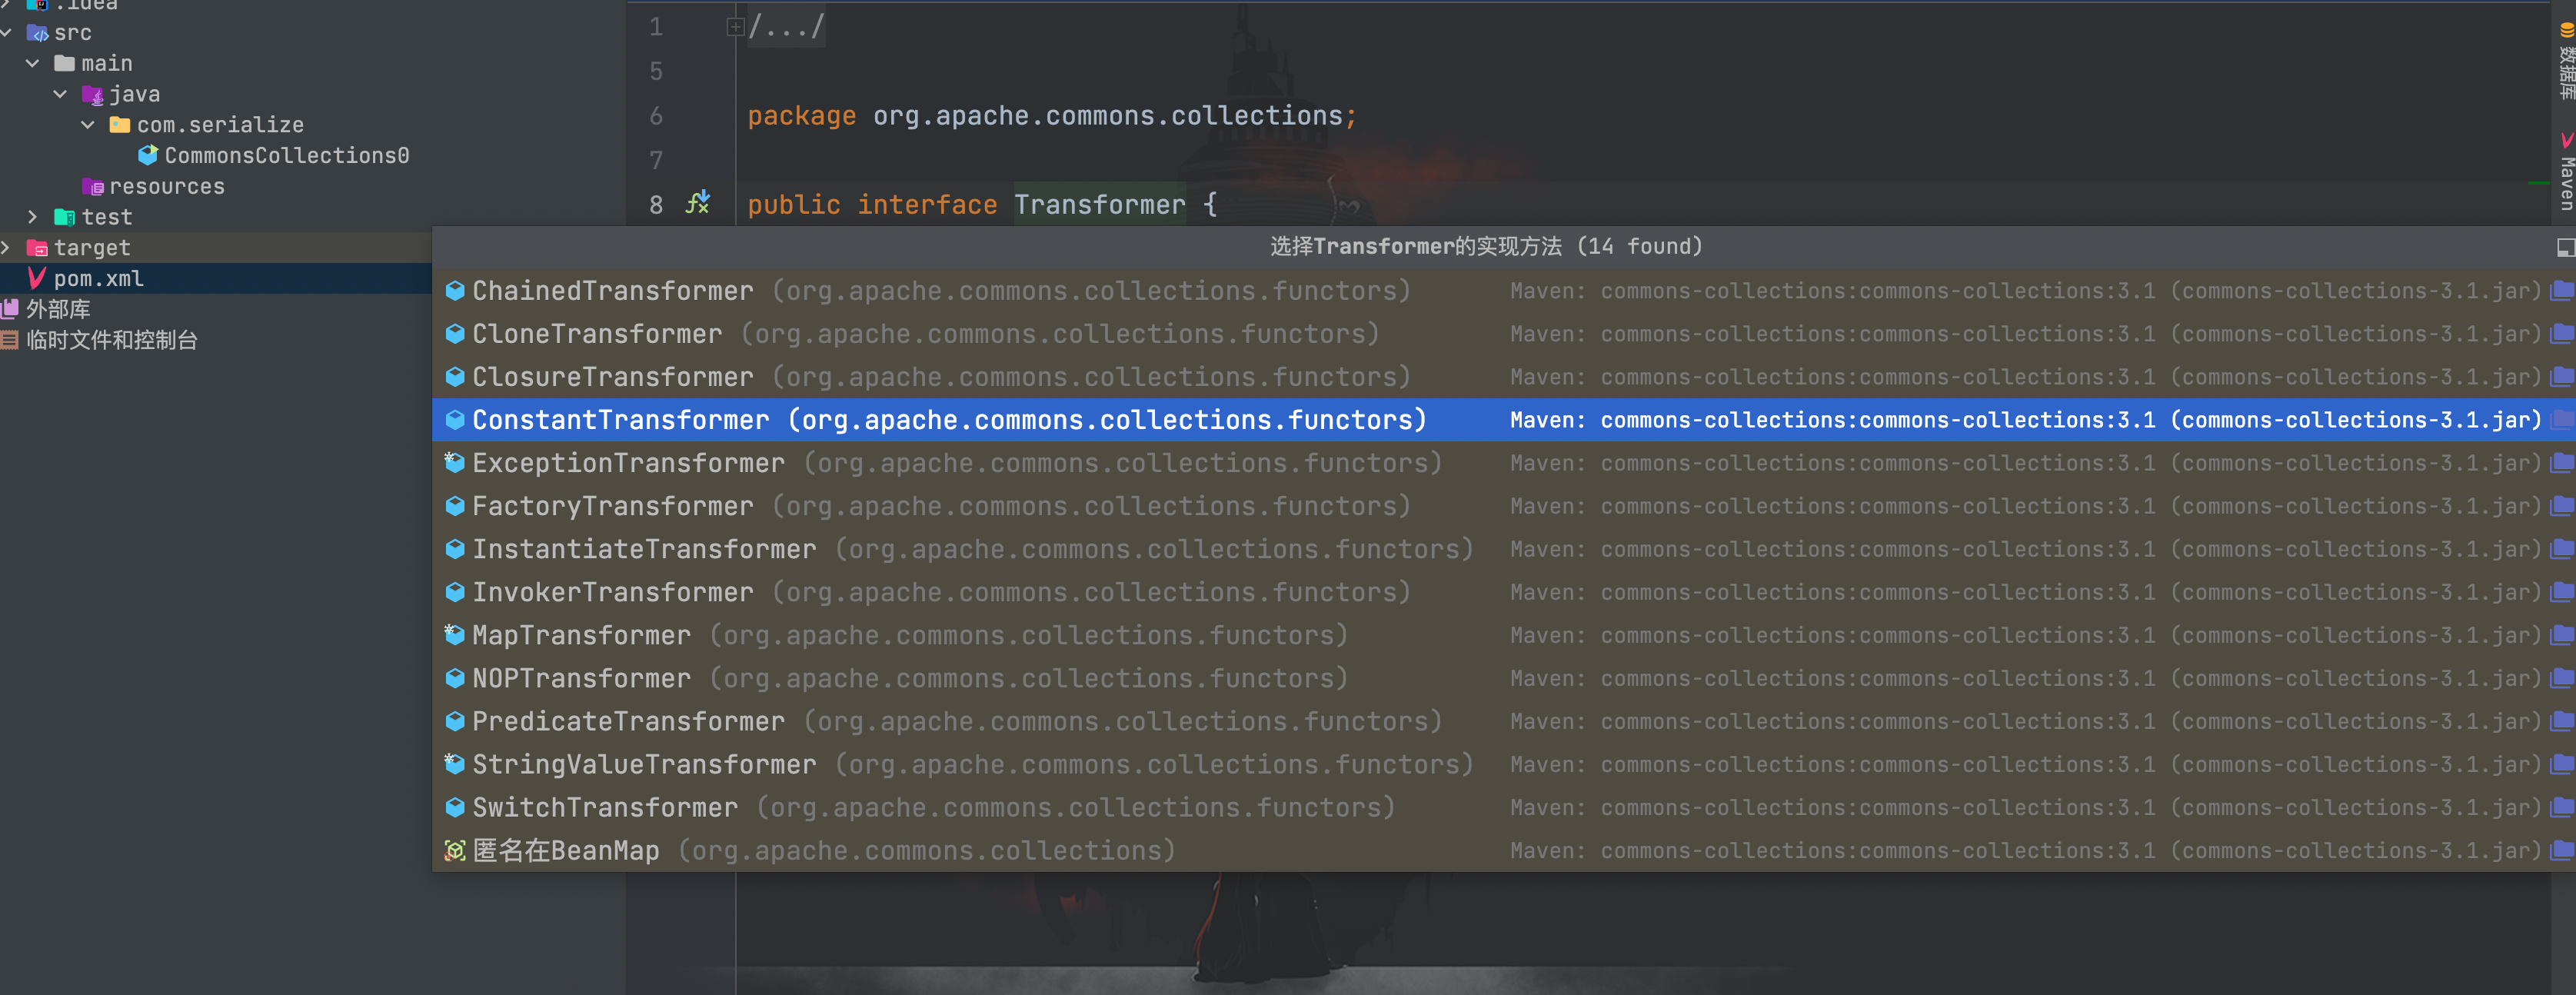 .idea
src
main
java
com.serialize
CommonsCollections0
resources
test
target
pom.xml
外部库
临时文件和控制台
1 /.../
5
6 package org.apache.commons.collections;
7
8 public interface Transformer {
选择Transformer的实现方法 (14 found)
ChainedTransformer (org.apache.commons.collections.functors) Maven: commons-collections:commons-collections:3.1 (commons-collections-3.1.jar)
CloneTransformer (org.apache.commons.collections.functors) Maven: commons-collections:commons-collections:3.1 (commons-collections-3.1.jar)
ClosureTransformer (org.apache.commons.collections.functors) Maven: commons-collections:commons-collections:3.1 (commons-collections-3.1.jar)
ConstantTransformer (org.apache.commons.collections.functors) Maven: commons-collections:commons-collections:3.1 (commons-collections-3.1.jar)
ExceptionTransformer (org.apache.commons.collections.functors) Maven: commons-collections:commons-collections:3.1 (commons-collections-3.1.jar)
FactoryTransformer (org.apache.commons.collections.functors) Maven: commons-collections:commons-collections:3.1 (commons-collections-3.1.jar)
InstantiateTransformer (org.apache.commons.collections.functors) Maven: commons-collections:commons-collections:3.1 (commons-collections-3.1.jar)
InvokerTransformer (org.apache.commons.collections.functors) Maven: commons-collections:commons-collections:3.1 (commons-collections-3.1.jar)
MapTransformer (org.apache.commons.collections.functors) Maven: commons-collections:commons-collections:3.1 (commons-collections-3.1.jar)
NOPTransformer (org.apache.commons.collections.functors) Maven: commons-collections:commons-collections:3.1 (commons-collections-3.1.jar)
PredicateTransformer (org.apache.commons.collections.functors) Maven: commons-collections:commons-collections:3.1 (commons-collections-3.1.jar)
StringValueTransformer (org.apache.commons.collections.functors) Maven: commons-collections:commons-collections:3.1 (commons-collections-3.1.jar)
SwitchTransformer (org.apache.commons.collections.functors) Maven: commons-collections:commons-collections:3.1 (commons-collections-3.1.jar)
匿名在BeanMap (org.apache.commons.collections) Maven: commons-collections:commons-collections:3.1 (commons-collections-3.1.jar)
数据库
Maven